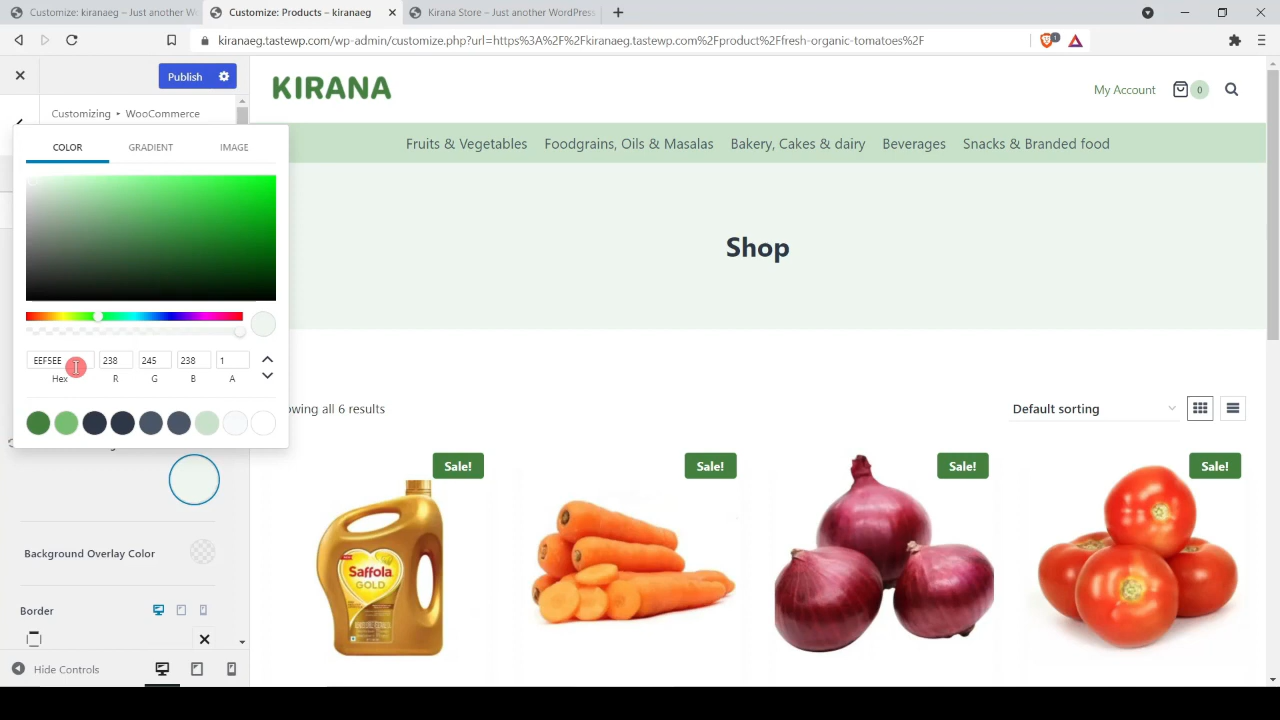 Customize: kiranaeg – Just another W
Customize: Products – kiranaeg
Kirana Store – Just another WordPress
kiranaeg.tastewp.com/wp-admin/customize.php?url=https%3A%2F%2Fkiranaeg.tastewp.com%2Fproduct%2Ffresh-organic-tomatoes%2F
1
Publish
KIRANA
My Account
0
Customizing ▸ WooCommerce
COLOR GRADIENT IMAGE
Fruits & Vegetables Foodgrains, Oils & Masalas Bakery, Cakes & dairy Beverages Snacks & Branded food
Shop
EEF5EE 238 245 238 1
Hex R G B A
owing all 6 results
Default sorting
Sale! Sale! Sale! Sale!
Saffola
GOLD
Background Overlay Color
Border
Hide Controls